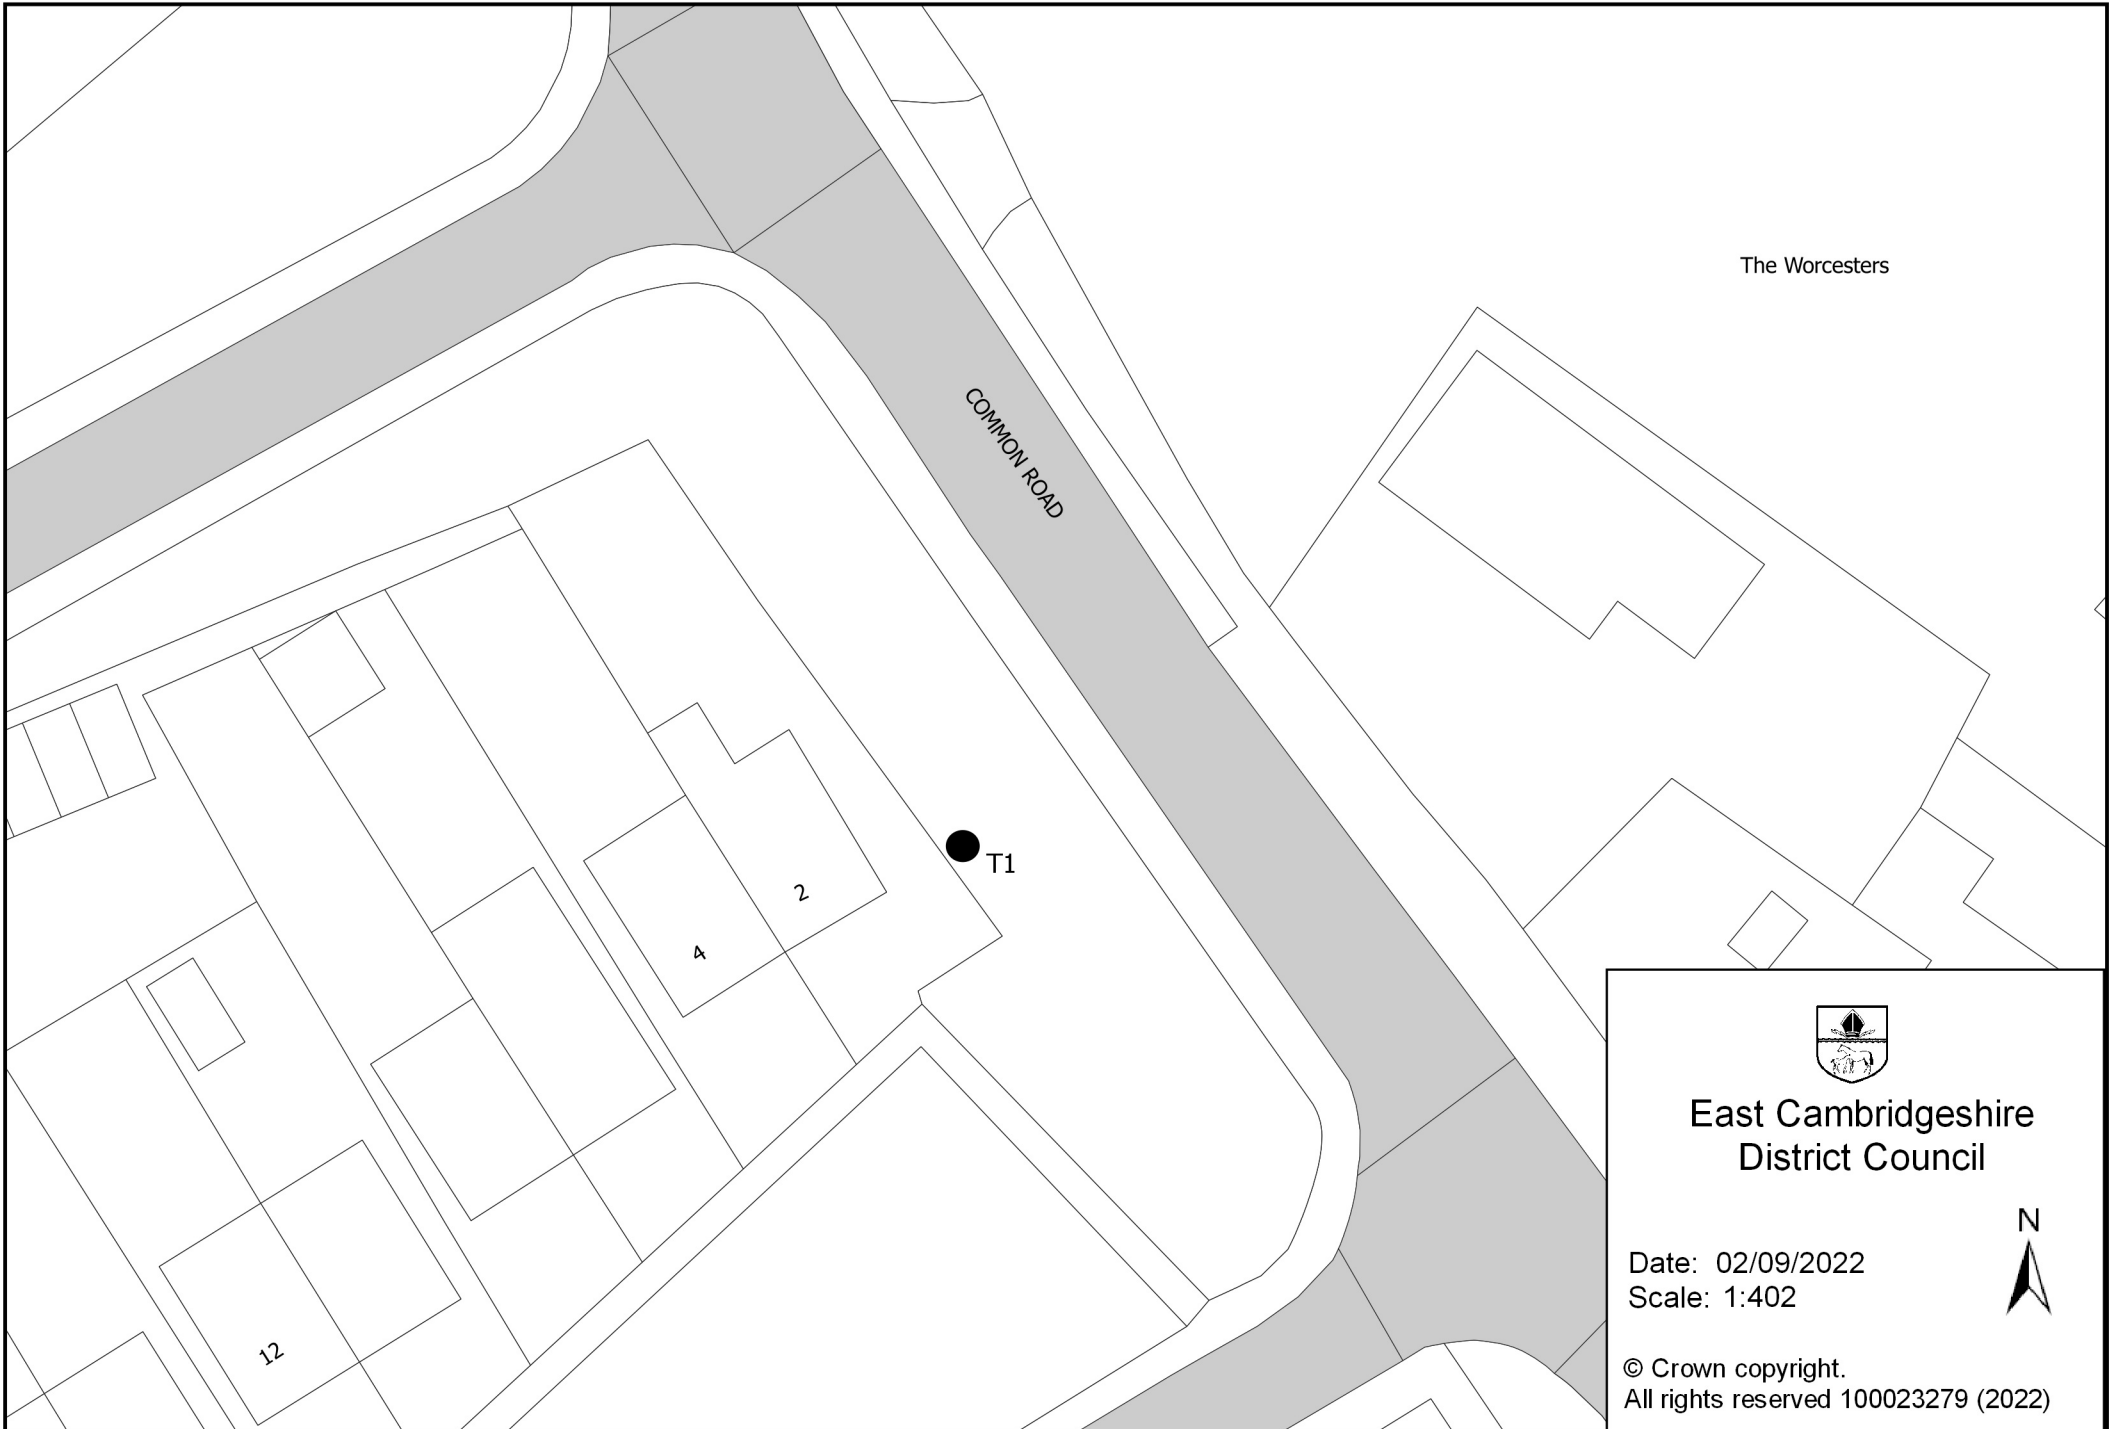 The Worcesters
COMMON ROAD
T1
2
4
12
East Cambridgeshire
District Council
N
Date: 02/09/2022
Scale: 1:402
© Crown copyright.
All rights reserved 100023279 (2022)